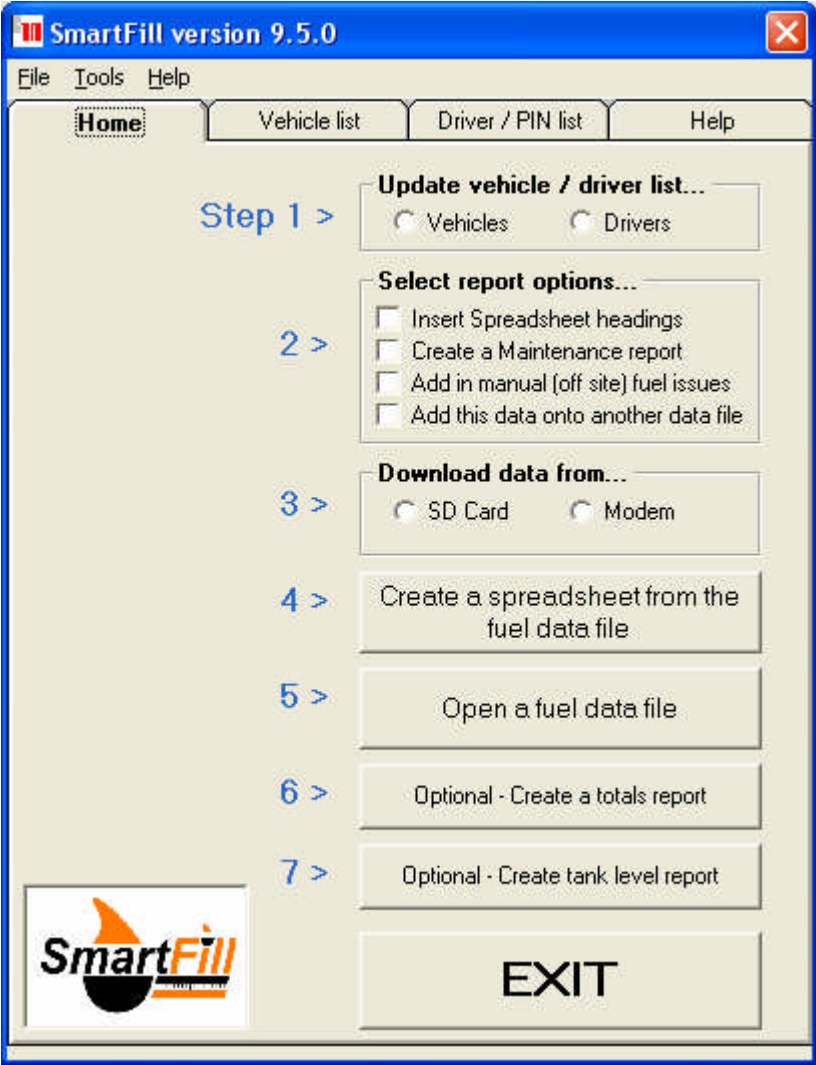 SmartFill version 9.5.0
File Tools Help
Home Vehicle list Driver / PIN list Help
Update vehicle / driver list...
Step 1 > Vehicles Drivers
Select report options...
Insert Spreadsheet headings
2 > Create a Maintenance report
Add in manual (off site) fuel issues
Add this data onto another data file
Download data from...
3 > SD Card Modem
4 > Create a spreadsheet from the
fuel data file
5 > Open a fuel data file
6 > Optional - Create a totals report
7 > Optional - Create tank level report
SmartFill
EXIT